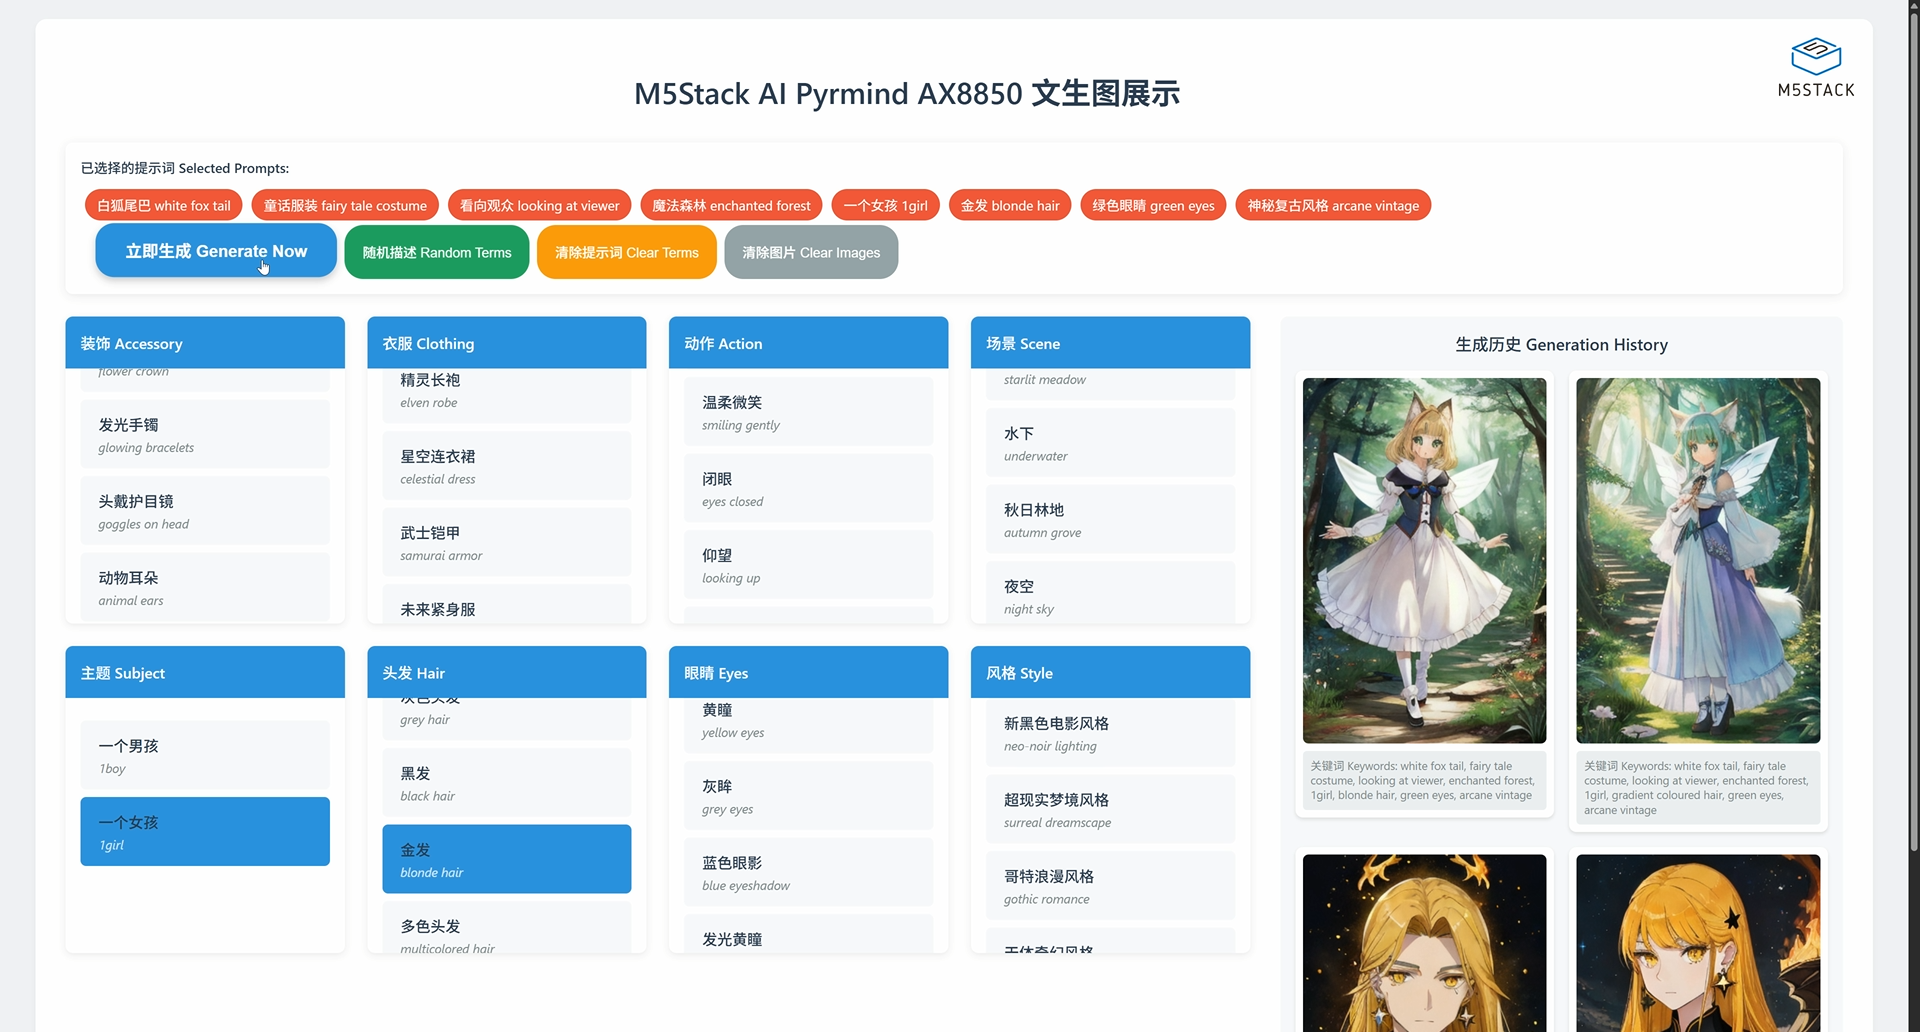 M5STACK
M5Stack AI Pyrmind AX8850 文生图展示
已选择的提示词 Selected Prompts:
白狐尾巴 white fox tail
童话服装 fairy tale costume
看向观众 looking at viewer
魔法森林 enchanted forest
一个女孩 1girl
金发 blonde hair
绿色眼睛 green eyes
神秘复古风格 arcane vintage
立即生成 Generate Now
随机描述 Random Terms
清除提示词 Clear Terms
清除图片 Clear Images
装饰 Accessory
flower crown
发光手镯
glowing bracelets
头戴护目镜
goggles on head
动物耳朵
animal ears
衣服 Clothing
精灵长袍
elven robe
星空连衣裙
celestial dress
武士铠甲
samurai armor
未来紧身服
动作 Action
温柔微笑
smiling gently
闭眼
eyes closed
仰望
looking up
场景 Scene
starlit meadow
水下
underwater
秋日林地
autumn grove
夜空
night sky
主题 Subject
一个男孩
1boy
一个女孩
1girl
头发 Hair
灰色头发
grey hair
黑发
black hair
金发
blonde hair
多色头发
multicolored hair
眼睛 Eyes
黄瞳
yellow eyes
灰眸
grey eyes
蓝色眼影
blue eyeshadow
发光黄瞳
风格 Style
新黑色电影风格
neo-noir lighting
超现实梦境风格
surreal dreamscape
哥特浪漫风格
gothic romance
天体奇幻风格
生成历史 Generation History
关键词 Keywords: white fox tail, fairy tale
costume, looking at viewer, enchanted forest,
1girl, blonde hair, green eyes, arcane vintage
关键词 Keywords: white fox tail, fairy tale
costume, looking at viewer, enchanted forest,
1girl, gradient coloured hair, green eyes,
arcane vintage